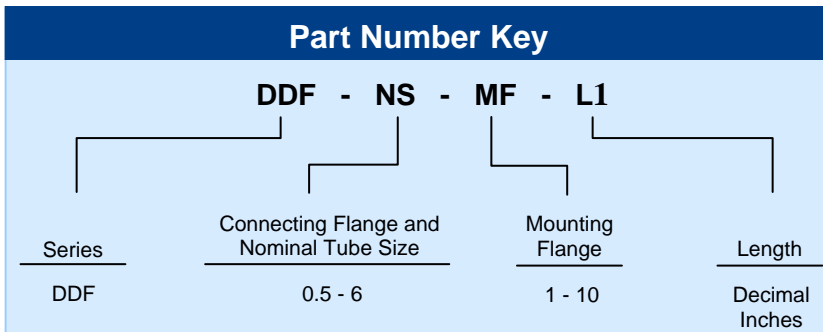 Part Number Key
DDF - NS - MF - L1
Series
DDF
Connecting Flange and
Nominal Tube Size
0.5 - 6
Mounting
Flange
1 - 10
Length
Decimal
Inches